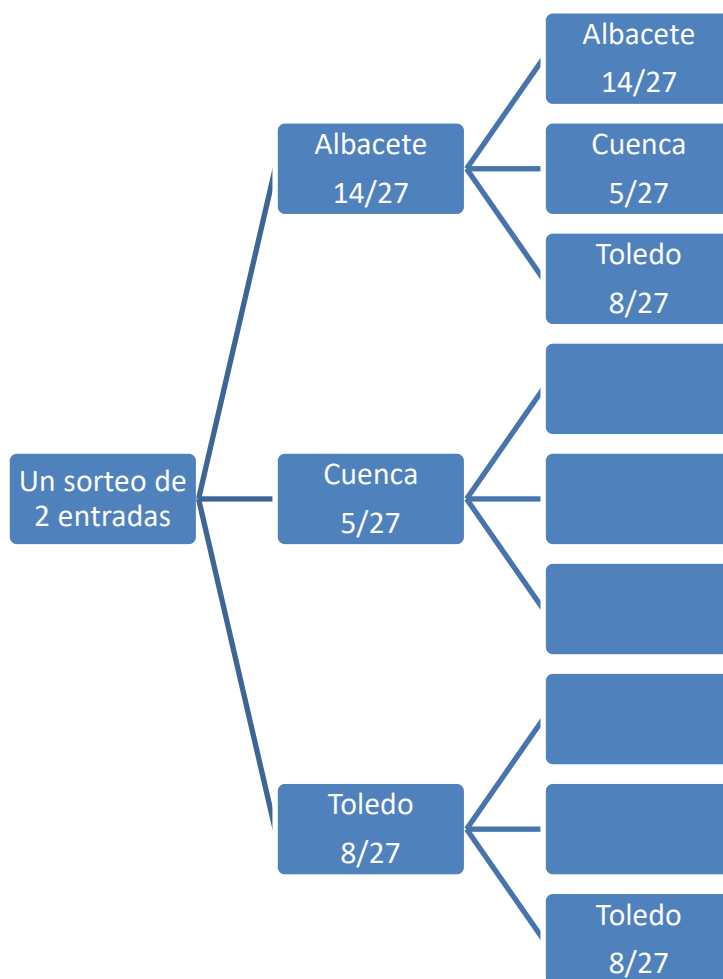 Albacete
14/27
Albacete
14/27
Cuenca
5/27
Toledo
8/27
Un sorteo de
2 entradas
Cuenca
5/27
Toledo
8/27
Toledo
8/27